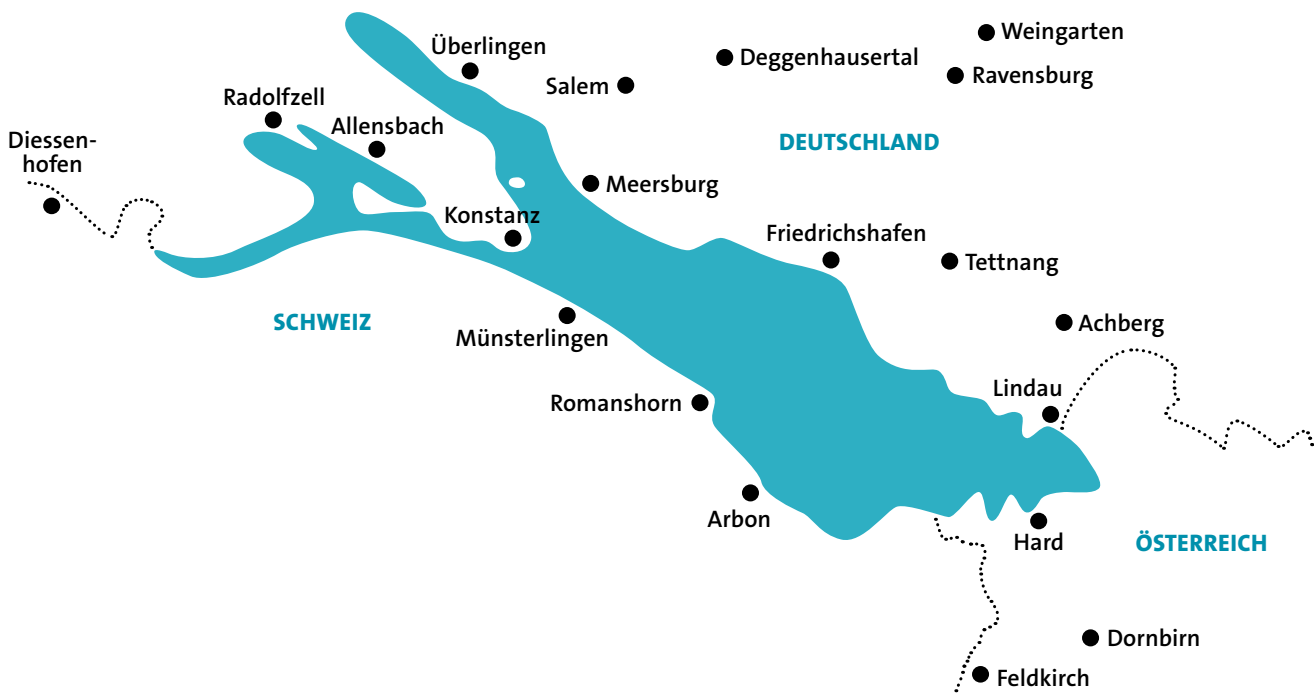 Weingarten
Überlingen
Deggenhausertal
Ravensburg
Salem
Radolfzell
Allensbach
Diessen-
hofen
DEUTSCHLAND
Meersburg
Konstanz
Friedrichshafen
Tettnang
SCHWEIZ
Achberg
Münsterlingen
Lindau
Romanshorn
Arbon
Hard
ÖSTERREICH
Dornbirn
Feldkirch